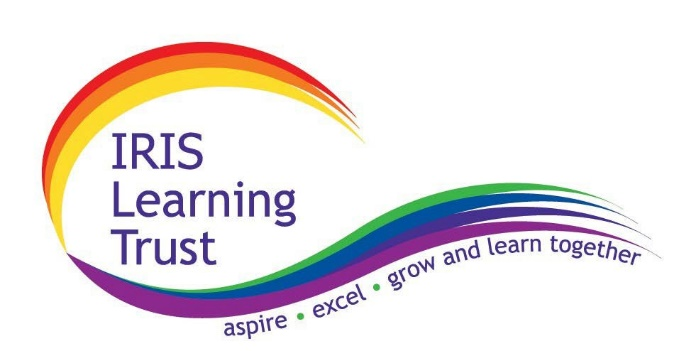 IRIS
Learning
Trust
aspire • excel • grow and learn together